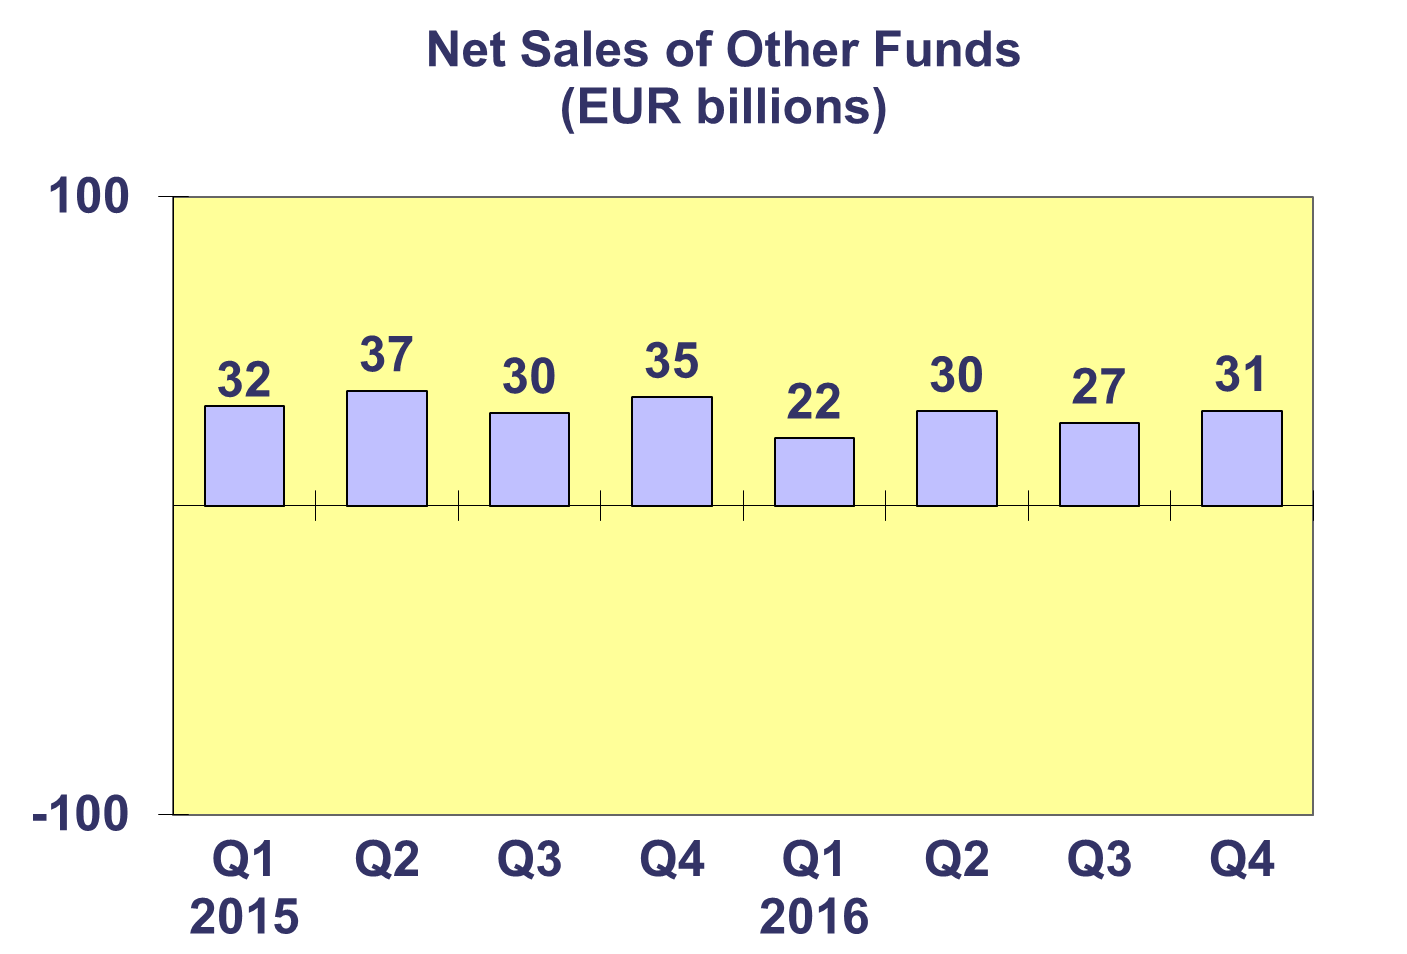 Net Sales of Other Funds
(EUR billions)
100
32 37 30 35 22 30 27 31
-100
Q1 Q2 Q3 Q4 Q1 Q2 Q3 Q4
2015 2016